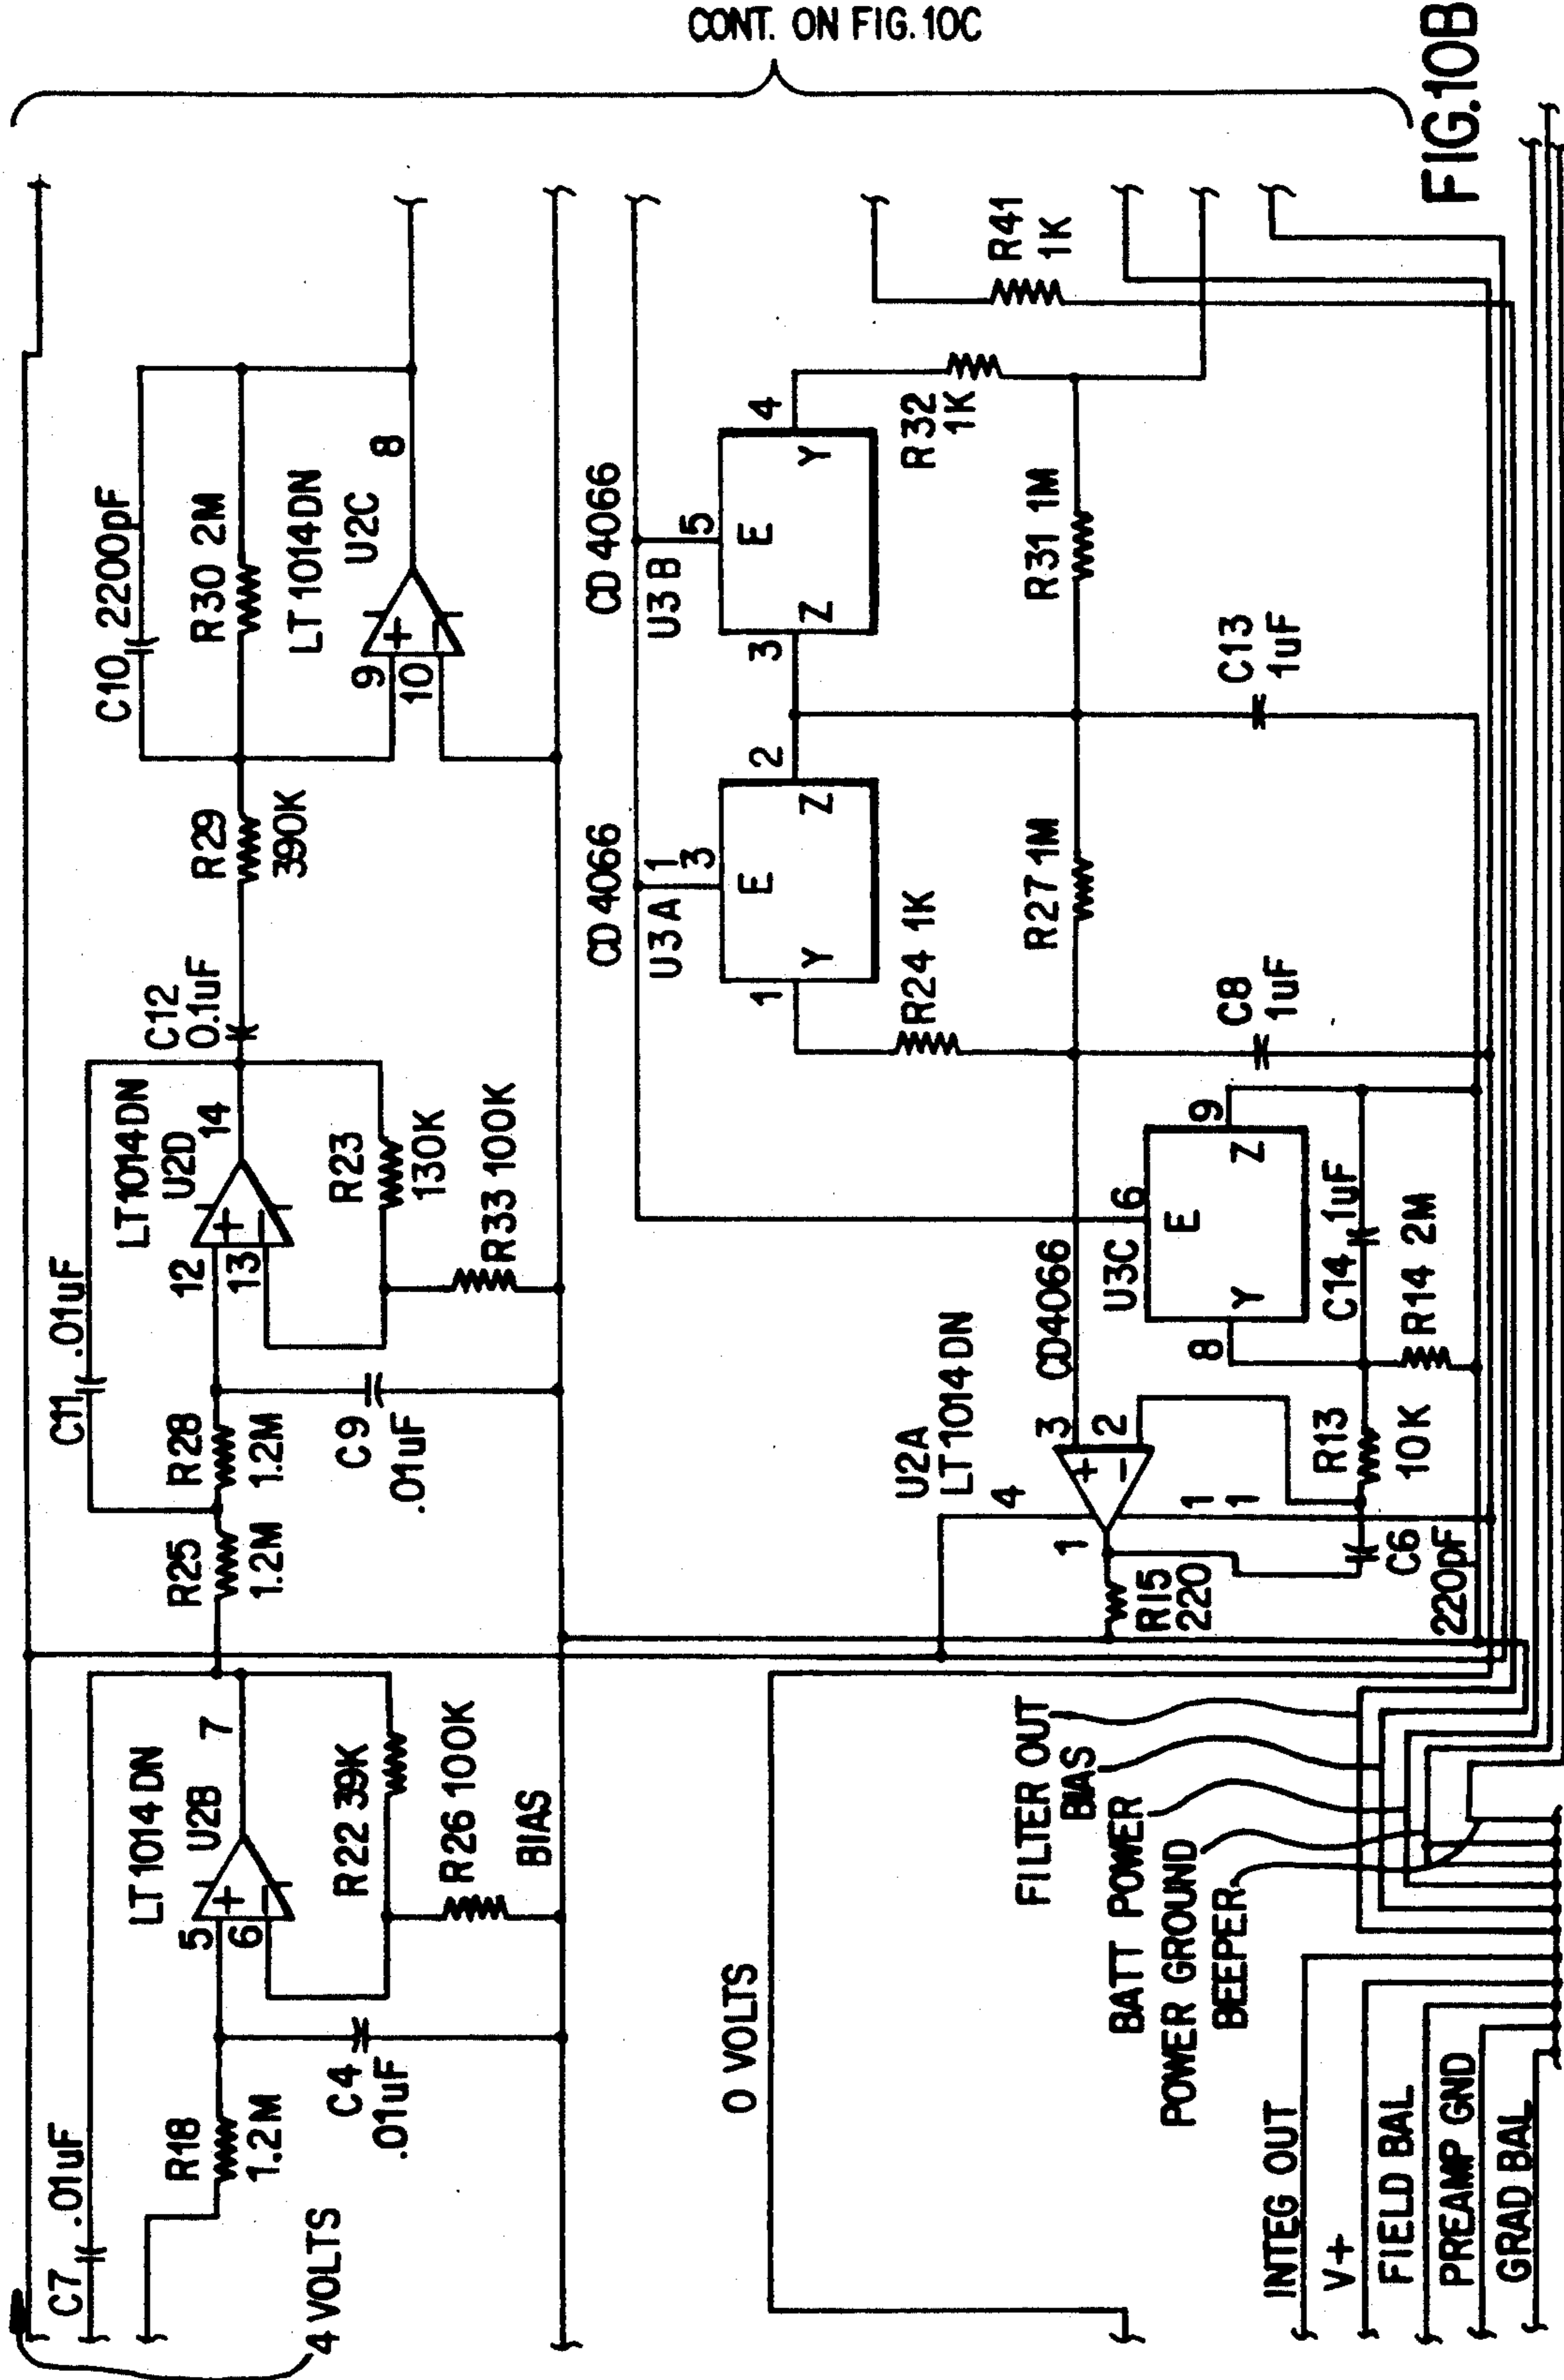 CONT. ON FIG. 10C
FIG.10B
C7 .01uF
4 VOLTS
R18
1.2M
C4
.01uF
LT1014DN
U2B
5
6
7
R22 39K
R26 100K
BIAS
R25
1.2M
C11 .01uF
R28
1.2M
C9
.01uF
LT1014DN
U2D
12
13
14
R23
130K
R33 100K
C12
0.1uF
R29
390K
C10 2200pF
R30 2M
LT1014DN
U2C
9
10
8
+
−
+
−
+
−
CD4066
U3A
1
3
E
Y
Z
1
2
R24 1K
CD4066
U3B
5
E
Z
Y
3
4
R32
1K
R41
1K
R27 1M
R31 1M
C8
1uF
C13
1uF
U2A
LT1014DN
4
3
2
1
+
−
1
1
R15
220
C6
220pF
R13
10K
CD4066
U3C
6
E
Y
Z
8
9
C14 1uF
R14 2M
0 VOLTS
FILTER OUT
BIAS
BATT POWER
POWER GROUND
BEEPER
INTEG OUT
V+
FIELD BAL
PREAMP GND
GRAD BAL